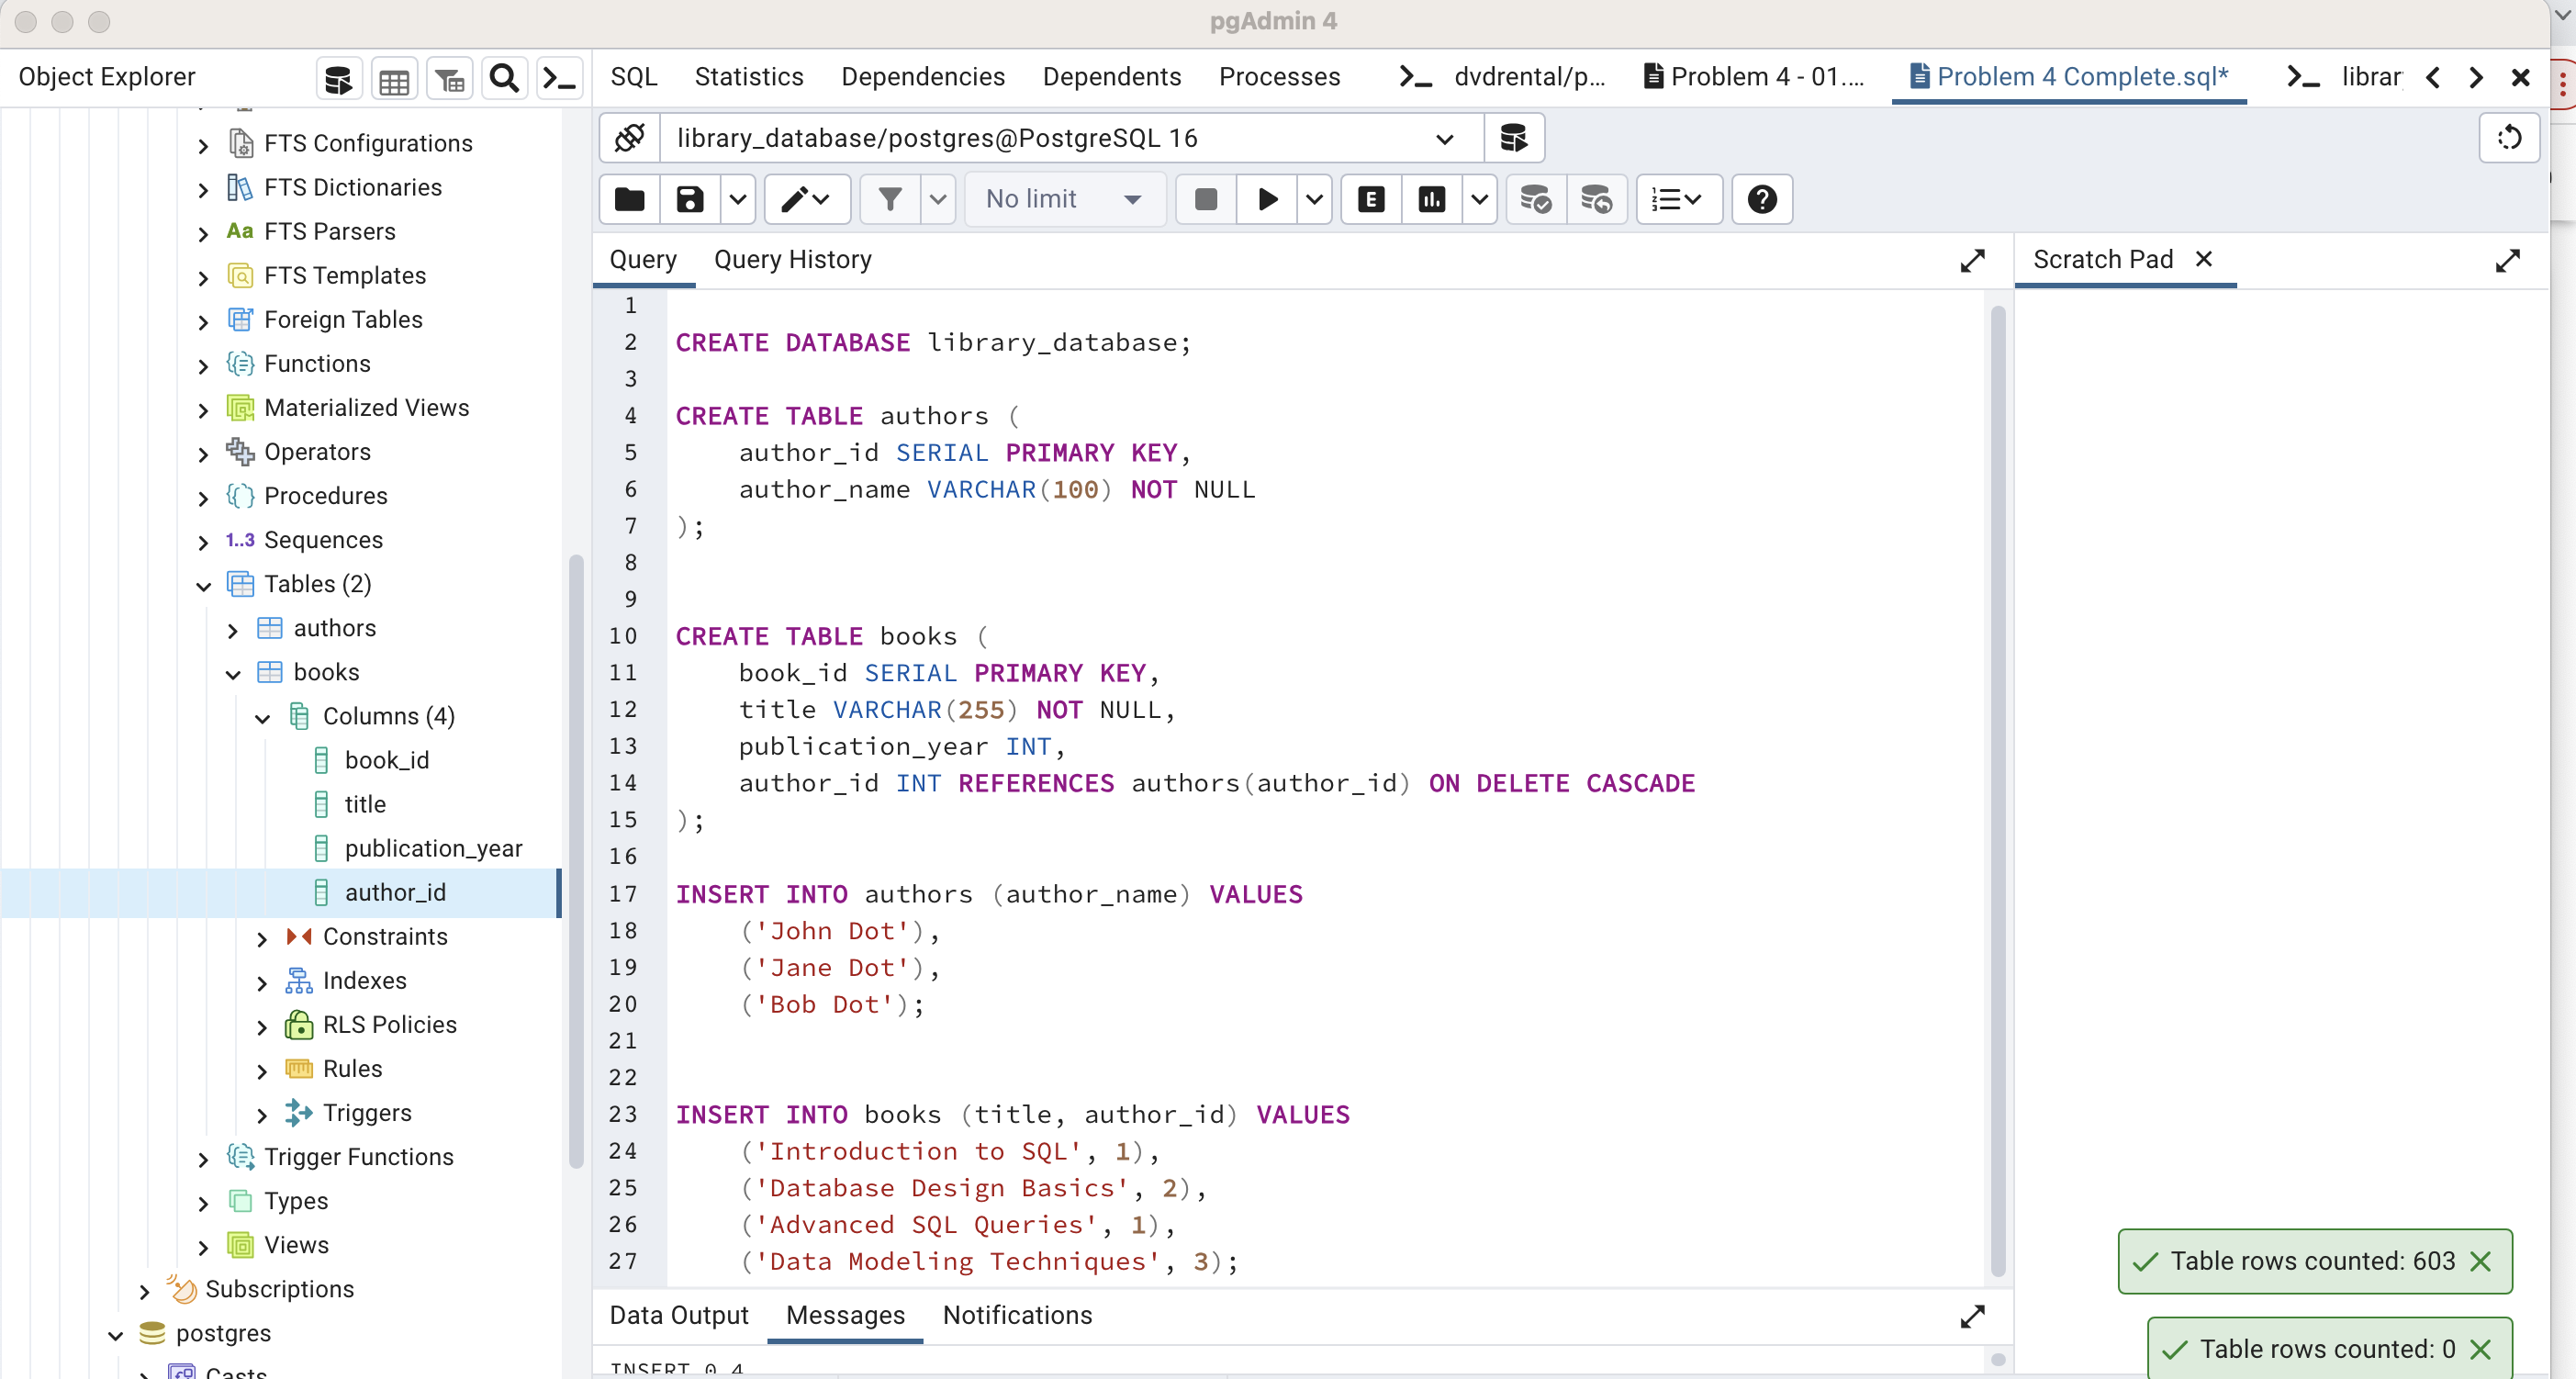 pgAdmin 4
Object Explorer
SQL Statistics Dependencies Dependents Processes dvdrental/p... Problem 4 - 01.... Problem 4 Complete.sql* librar
library_database/postgres@PostgreSQL 16
No limit
E
Query Query History
Scratch Pad
FTS Configurations
FTS Dictionaries
Aa FTS Parsers
FTS Templates
Foreign Tables
Functions
Materialized Views
Operators
Procedures
1..3 Sequences
Tables (2)
authors
books
Columns (4)
book_id
title
publication_year
author_id
Constraints
Indexes
RLS Policies
Rules
Triggers
Trigger Functions
Types
Views
Subscriptions
postgres
Casts
1
2 CREATE DATABASE library_database;
3
4 CREATE TABLE authors (
5 author_id SERIAL PRIMARY KEY,
6 author_name VARCHAR(100) NOT NULL
7 );
8
9
10 CREATE TABLE books (
11 book_id SERIAL PRIMARY KEY,
12 title VARCHAR(255) NOT NULL,
13 publication_year INT,
14 author_id INT REFERENCES authors(author_id) ON DELETE CASCADE
15 );
16
17 INSERT INTO authors (author_name) VALUES
18 ('John Dot'),
19 ('Jane Dot'),
20 ('Bob Dot');
21
22
23 INSERT INTO books (title, author_id) VALUES
24 ('Introduction to SQL', 1),
25 ('Database Design Basics', 2),
26 ('Advanced SQL Queries', 1),
27 ('Data Modeling Techniques', 3);
Data Output Messages Notifications
INSERT 0 4
Table rows counted: 603
Table rows counted: 0